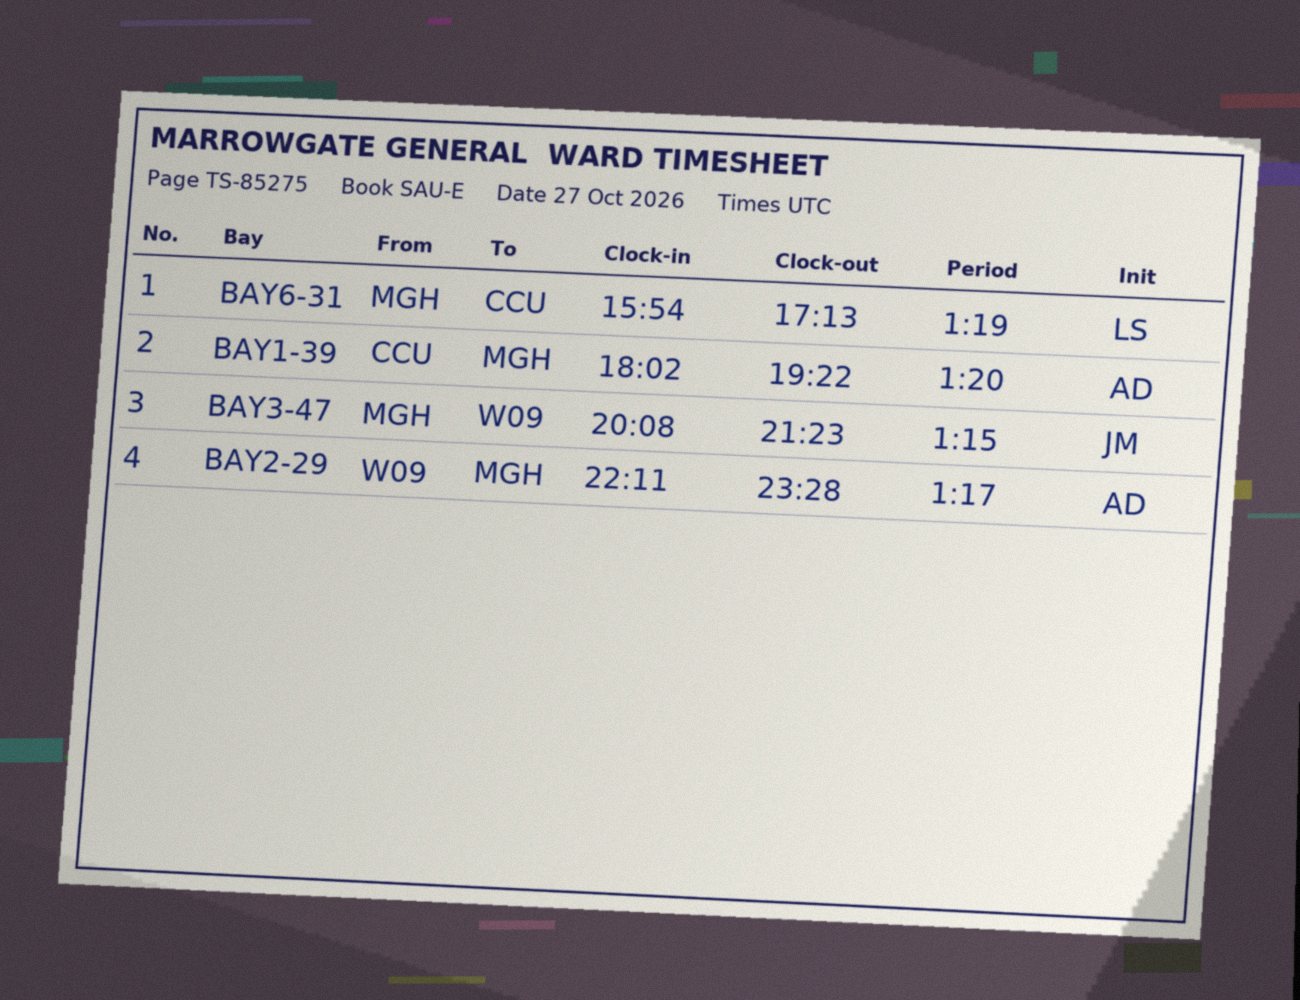 MARROWGATE GENERAL WARD TIMESHEET
Page TS-85275 Book SAU-E Date 27 Oct 2026 Times UTC
No. Bay From To Clock-in Clock-out Period Init
1 BAY6-31 MGH CCU 15:54 17:13 1:19 LS
2 BAY1-39 CCU MGH 18:02 19:22 1:20 AD
3 BAY3-47 MGH W09 20:08 21:23 1:15 JM
4 BAY2-29 W09 MGH 22:11 23:28 1:17 AD